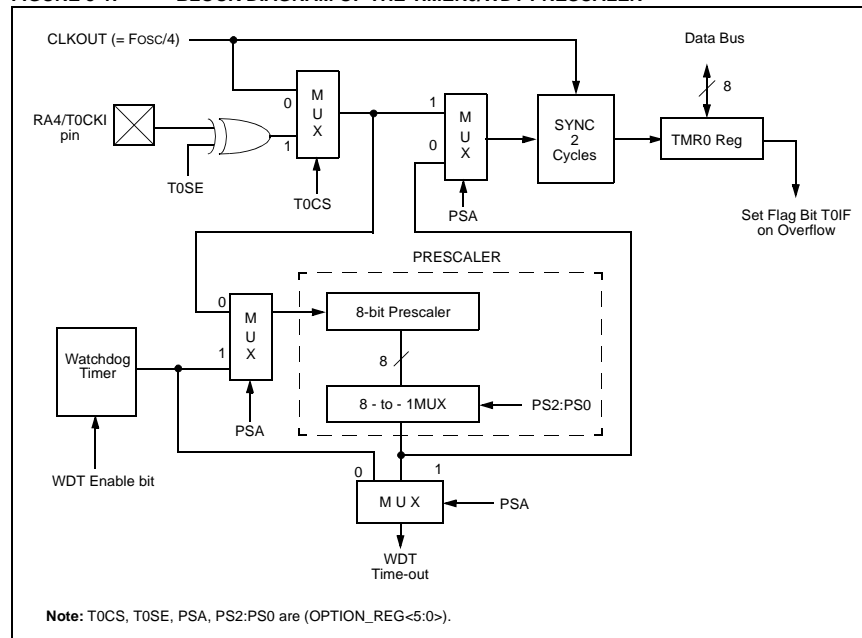 FIGURE BLOCK DIAGRAM OF THE TIMER0/WDT PRESCALER
CLKOUT (= FOSC/4)
Data Bus
8
RA4/T0CKI
pin
T0SE
0
1
M
U
X
T0CS
1
0
M
U
X
PSA
SYNC
2
Cycles
TMR0 Reg
Set Flag Bit T0IF
on Overflow
PRESCALER
0
1
M
U
X
PSA
8-bit Prescaler
8
8 - to - 1MUX
PS2:PS0
Watchdog
Timer
WDT Enable bit
0
1
M U X
PSA
WDT
Time-out
Note: T0CS, T0SE, PSA, PS2:PS0 are (OPTION_REG<5:0>).